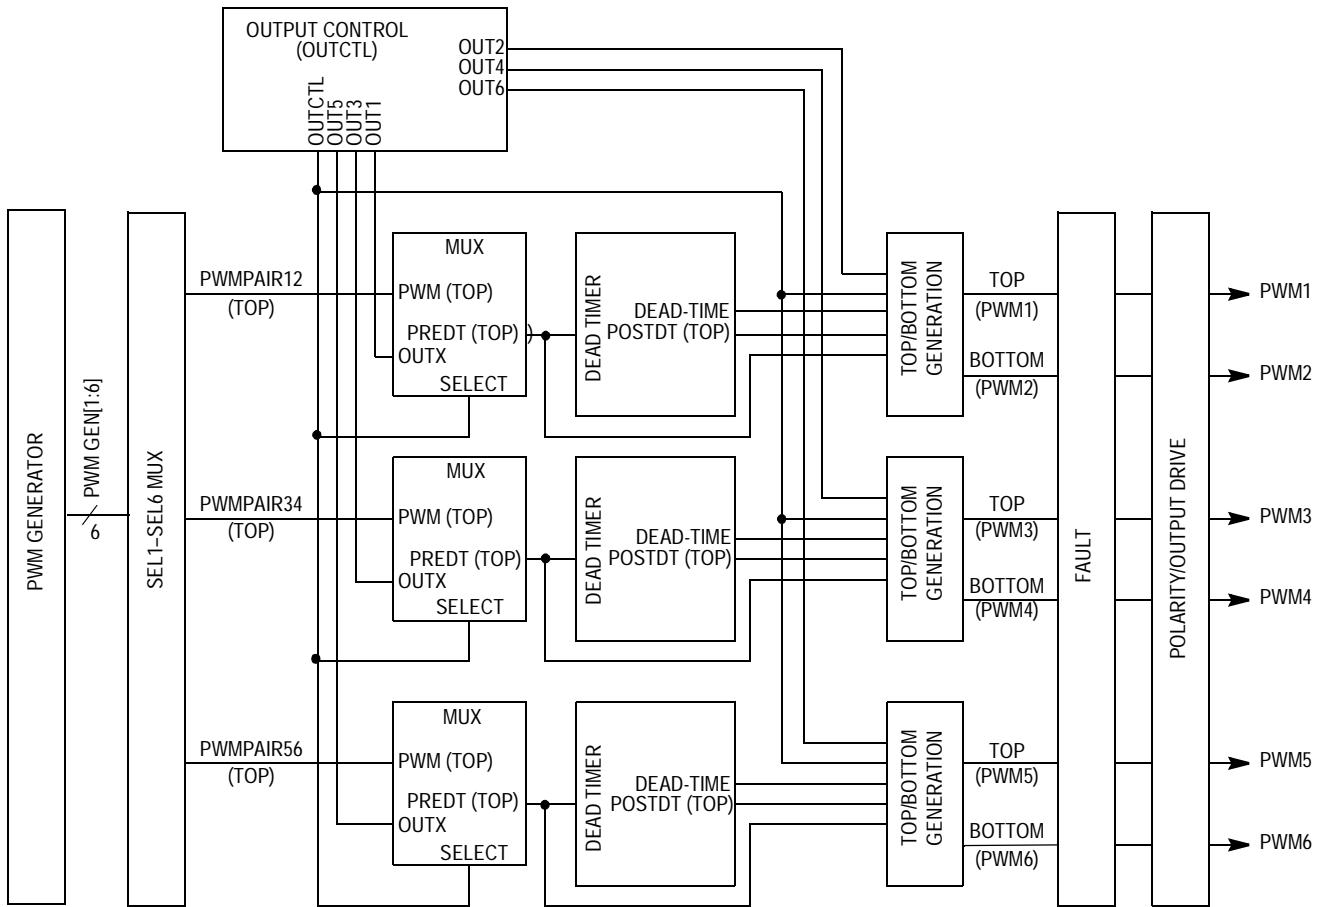 OUTPUT CONTROL
(OUTCTL)
OUT2
OUT4
OUT6
OUTCTL
OUT5
OUT3
OUT1
PWM GENERATOR
PWM GEN[1:6]
6
SEL1–SEL6 MUX
PWMPAIR12
(TOP)
MUX
PWM (TOP)
PREDT (TOP) )
OUTX
SELECT
DEAD TIMER
DEAD-TIME
POSTDT (TOP)
TOP/BOTTOM
GENERATION
TOP
(PWM1)
BOTTOM
(PWM2)
PWMPAIR34
(TOP)
MUX
PWM (TOP)
PREDT (TOP)
OUTX
SELECT
DEAD TIMER
DEAD-TIME
POSTDT (TOP)
TOP/BOTTOM
GENERATION
TOP
(PWM3)
BOTTOM
(PWM4)
PWMPAIR56
(TOP)
MUX
PWM (TOP)
PREDT (TOP)
OUTX
SELECT
DEAD TIMER
DEAD-TIME
POSTDT (TOP)
TOP/BOTTOM
GENERATION
TOP
(PWM5)
BOTTOM
(PWM6)
FAULT
POLARITY/OUTPUT DRIVE
PWM1
PWM2
PWM3
PWM4
PWM5
PWM6